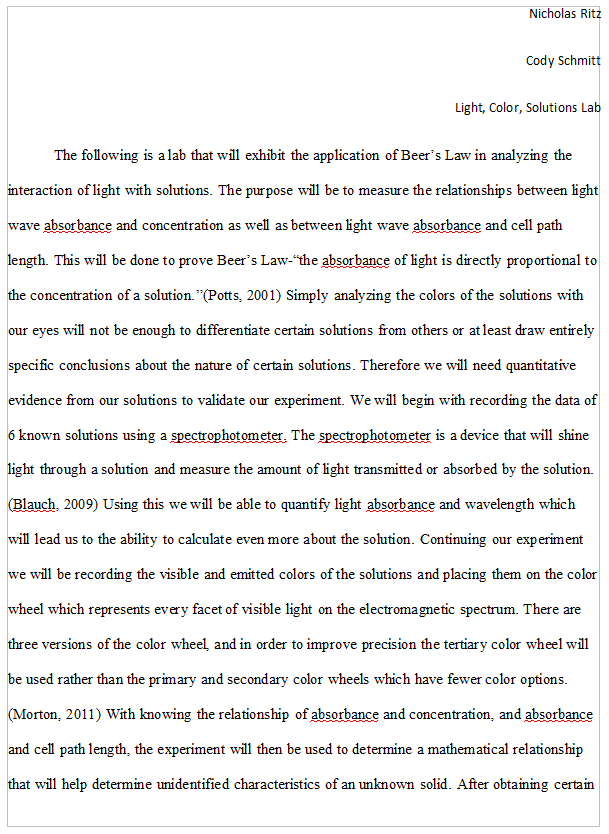 Nicholas Ritz
Cody Schmitt
Light, Color, Solutions Lab
The following is a lab that will exhibit the application of Beer’s Law in analyzing the
interaction of light with solutions. The purpose will be to measure the relationships between light
wave absorbance and concentration as well as between light wave absorbance and cell path
length. This will be done to prove Beer’s Law-“the absorbance of light is directly proportional to
the concentration of a solution.”(Potts, 2001) Simply analyzing the colors of the solutions with
our eyes will not be enough to differentiate certain solutions from others or at least draw entirely
specific conclusions about the nature of certain solutions. Therefore we will need quantitative
evidence from our solutions to validate our experiment. We will begin with recording the data of
6 known solutions using a spectrophotometer. The spectrophotometer is a device that will shine
light through a solution and measure the amount of light transmitted or absorbed by the solution.
(Blauch, 2009) Using this we will be able to quantify light absorbance and wavelength which
will lead us to the ability to calculate even more about the solution. Continuing our experiment
we will be recording the visible and emitted colors of the solutions and placing them on the color
wheel which represents every facet of visible light on the electromagnetic spectrum. There are
three versions of the color wheel, and in order to improve precision the tertiary color wheel will
be used rather than the primary and secondary color wheels which have fewer color options.
(Morton, 2011) With knowing the relationship of absorbance and concentration, and absorbance
and cell path length, the experiment will then be used to determine a mathematical relationship
that will help determine unidentified characteristics of an unknown solid. After obtaining certain